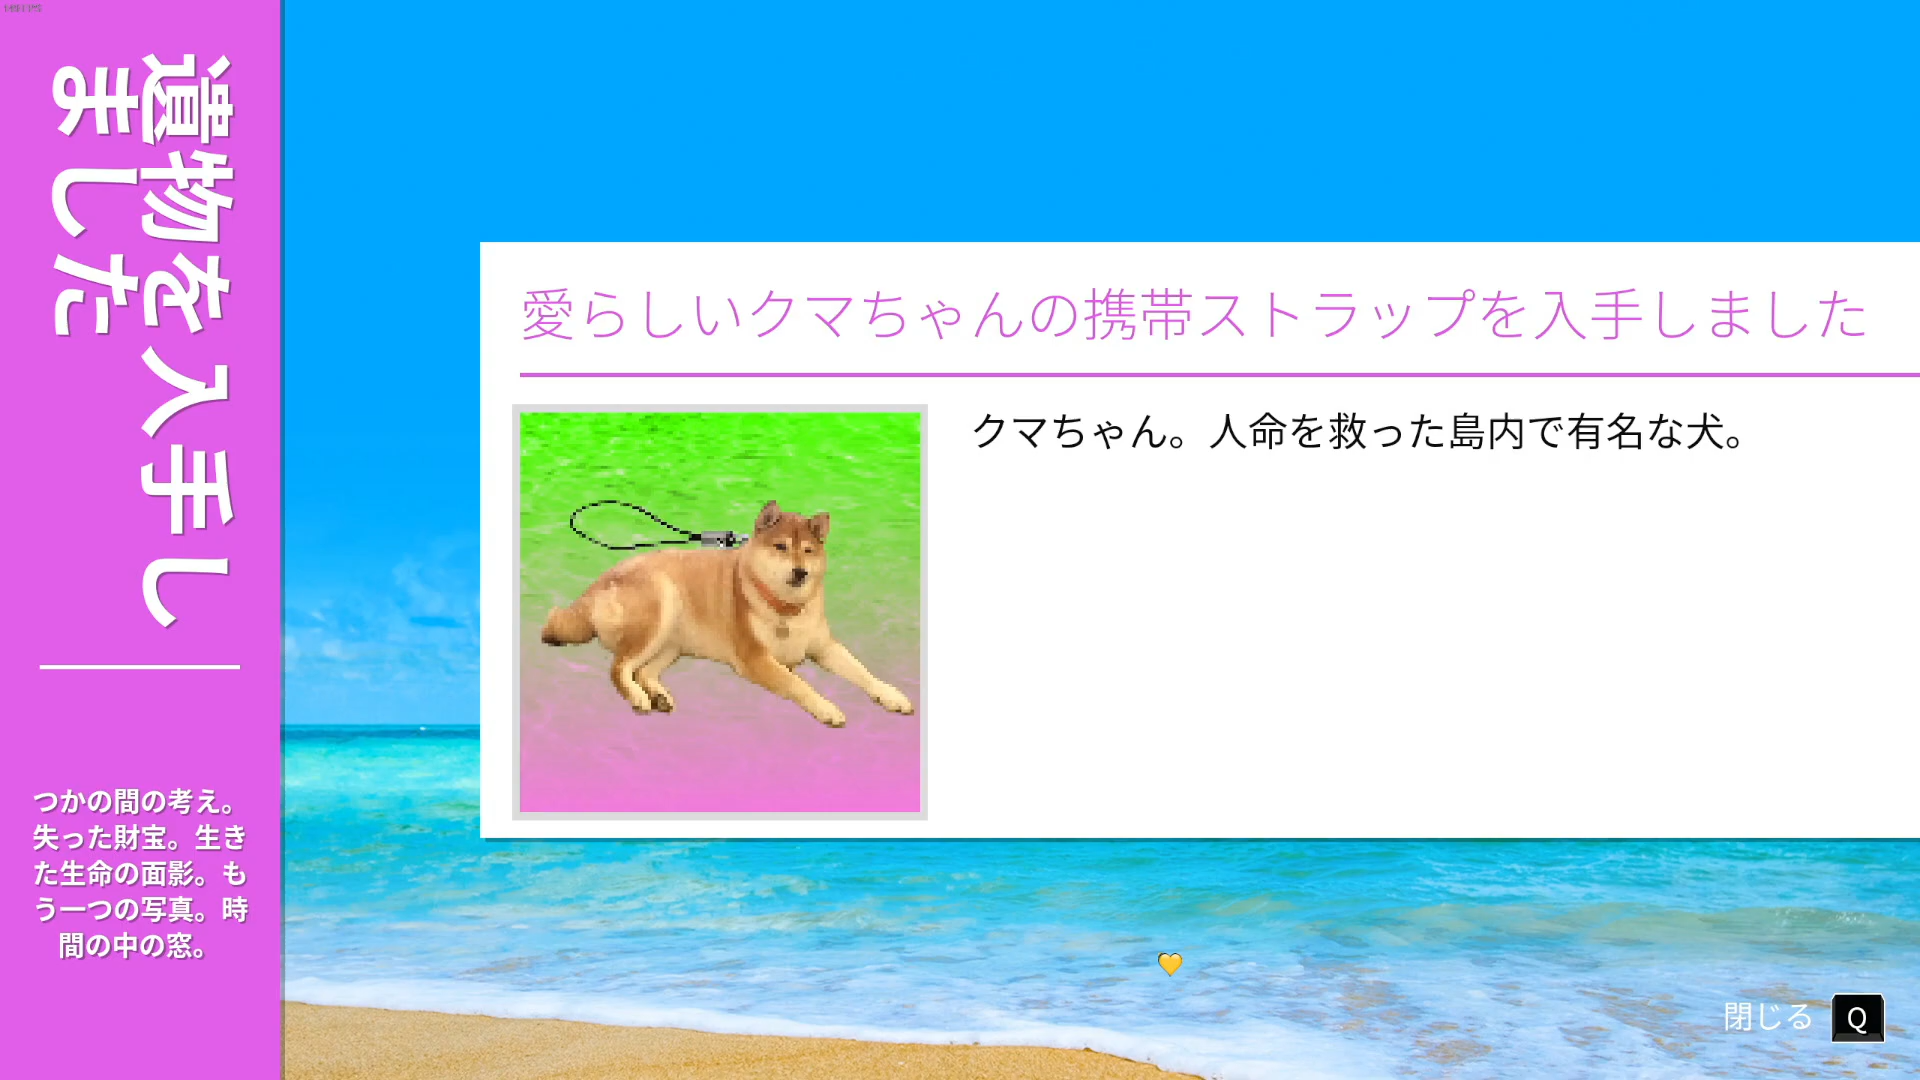 遺物を入手し
ました
つかの間の考え。
失った財宝。生き
た生命の面影。も
う一つの写真。時
間の中の窓。
愛らしいクマちゃんの携帯ストラップを入手しました
クマちゃん。人命を救った島内で有名な犬。
閉じる Q